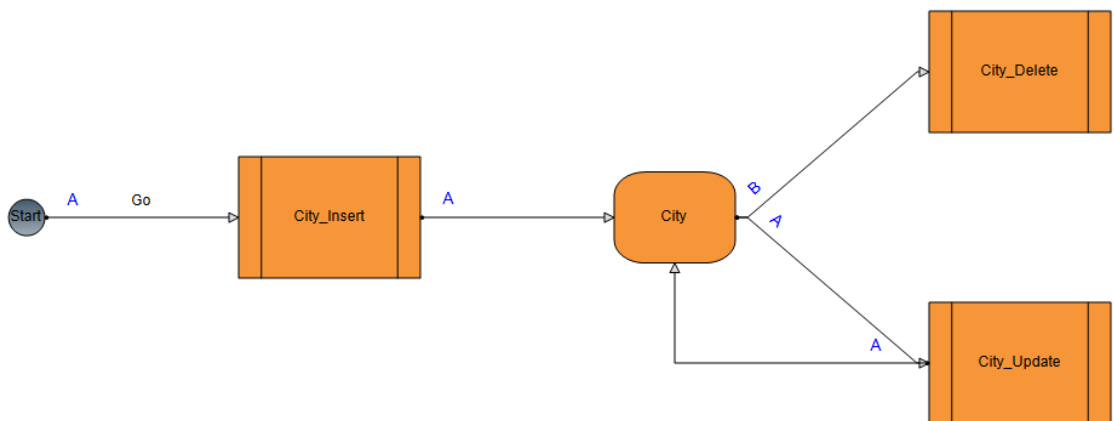 City_Delete
B
A
Go
A
Start
City_Insert
City
A
A
City_Update